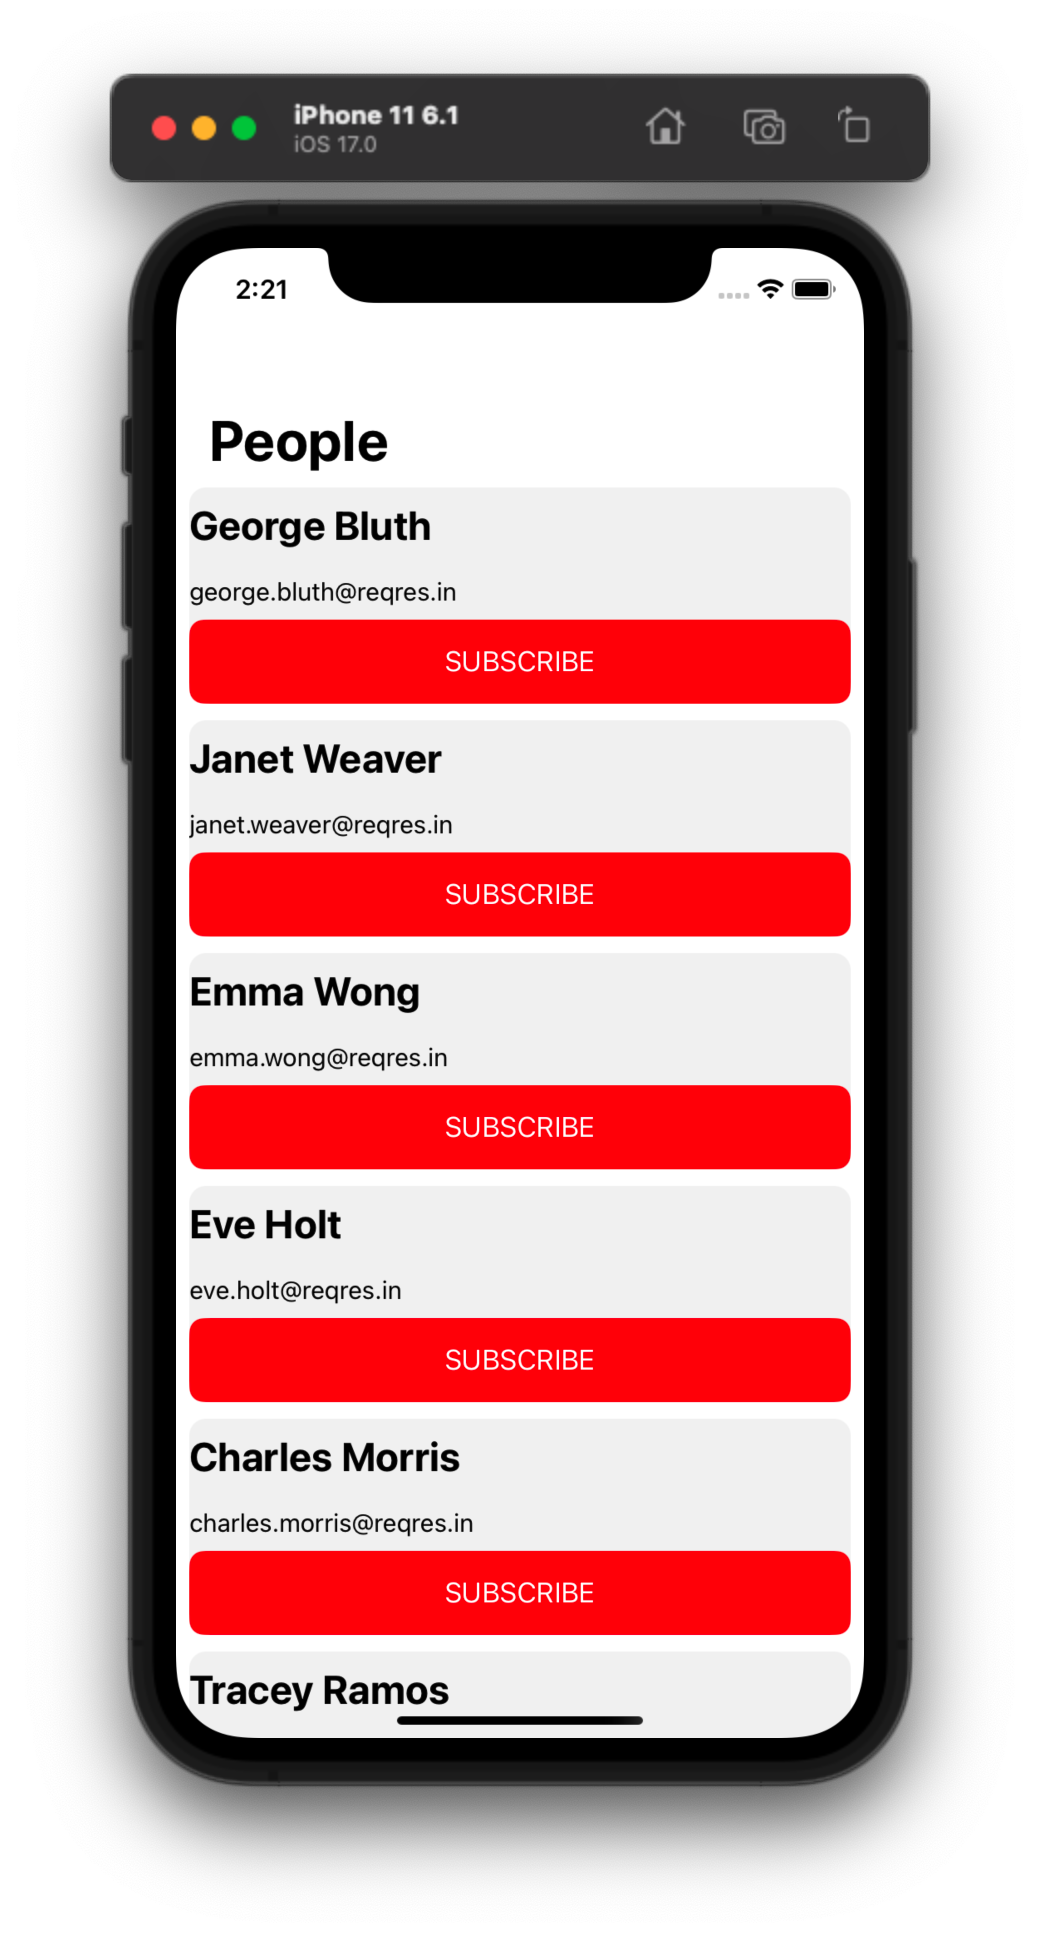 iPhone 11 6.1
iOS 17.0
2:21
People
George Bluth
george.bluth@reqres.in
SUBSCRIBE
Janet Weaver
janet.weaver@reqres.in
SUBSCRIBE
Emma Wong
emma.wong@reqres.in
SUBSCRIBE
Eve Holt
eve.holt@reqres.in
SUBSCRIBE
Charles Morris
charles.morris@reqres.in
SUBSCRIBE
Tracey Ramos